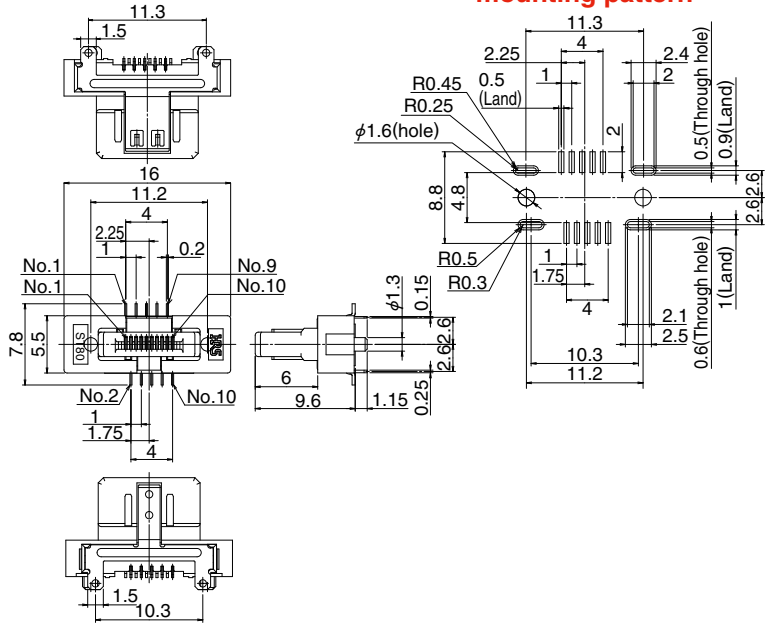 mounting pattern
11.3
1.5
11.3
4
2.25
2.4
1
2
0.5
(Land)
R0.45
R0.25
φ1.6(hole)
2
0.5(Through hole)
0.9(Land)
8.8
4.8
2.6
2.6
R0.5
R0.3
1
1.75
4
0.6(Through hole)
1(Land)
2.1
2.5
10.3
11.2
16
11.2
4
2.25
1
0.2
No.1
No.9
No.1
No.10
7.8
5.5
ST80
HRS
No.2
No.10
1
1.75
4
φ1.3
0.15
2.6
2.6
6
9.6
1.15
0.25
1.5
10.3